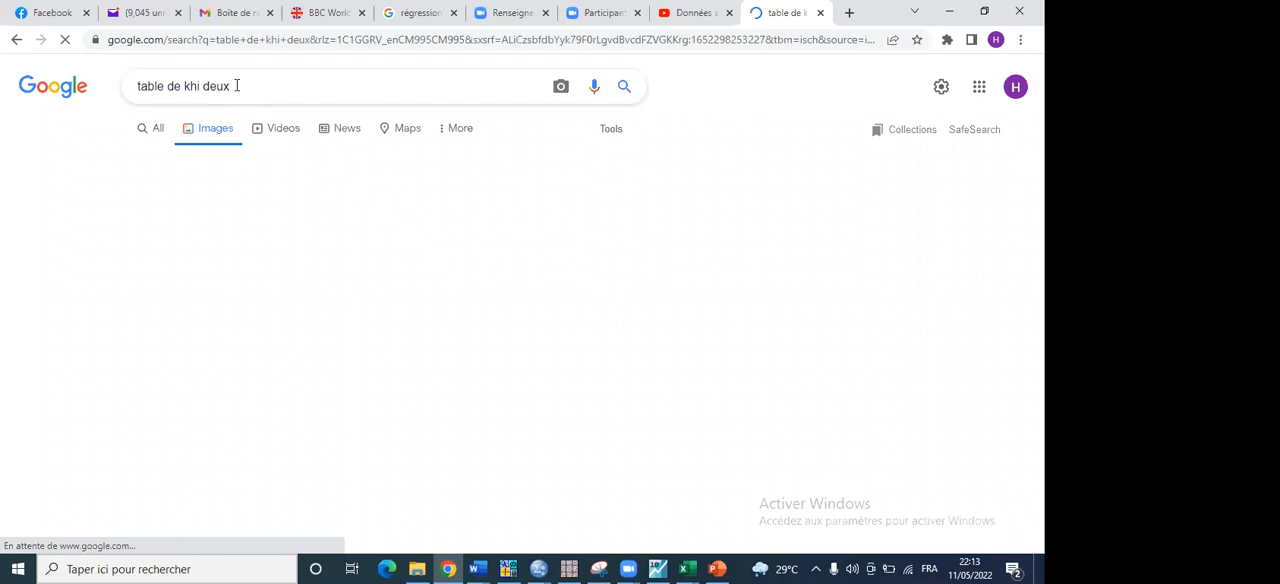 Facebook
(9,045 unr
Boîte de r
BBC World
régression
Renseigne
Participant
Données a
table de k
google.com/search?q=table+de+khi+deux&rlz=1C1GGRV_enCM995CM995&sxsrf=ALiCzsbfdbYyk79F0rLgvdBvcdFZVGKKrg:1652298253227&tbm=isch&source=i...
H
Google
table de khi deux
H
All
Images
Videos
News
Maps
More
Tools
Collections
SafeSearch
Activer Windows
Accédez aux paramètres pour activer Windows.
En attente de www.google.com...
Taper ici pour rechercher
29°C
FRA
22:13
11/05/2022
2